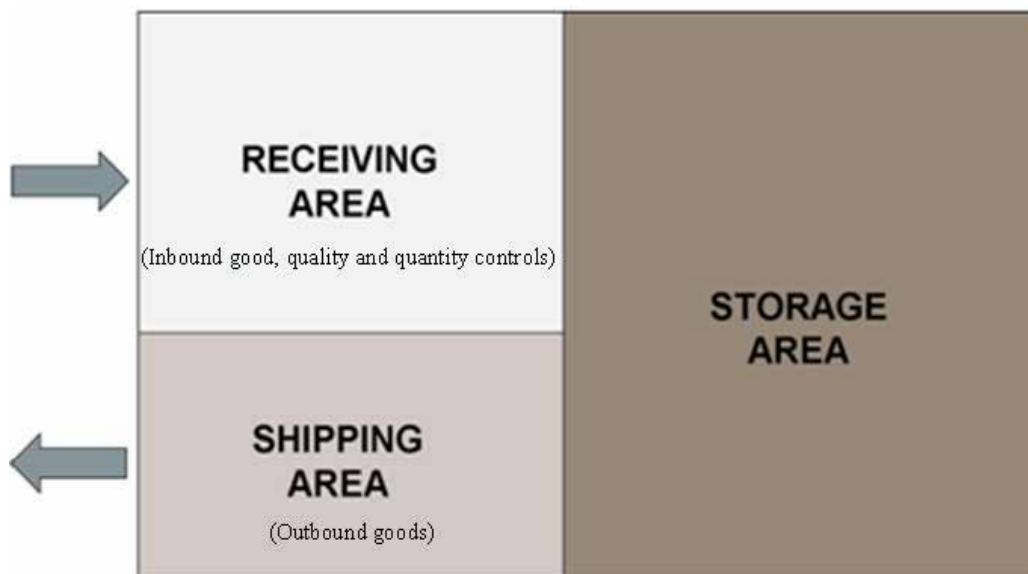 RECEIVING
AREA
(Inbound good, quality and quantity controls)
STORAGE
AREA
SHIPPING
AREA
(Outbound goods)